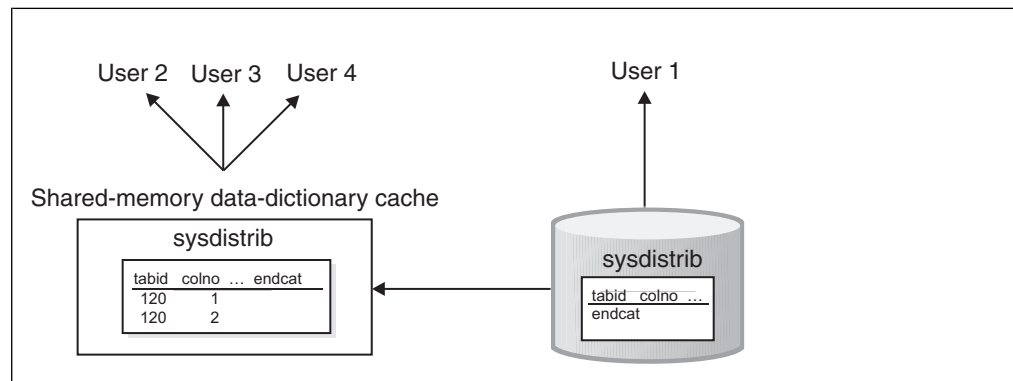 User 2 User 3 User 4
User 1
Shared-memory data-dictionary cache
sysdistrib
tabid colno … endcat
120 1
120 2
sysdistrib
tabid colno …
endcat